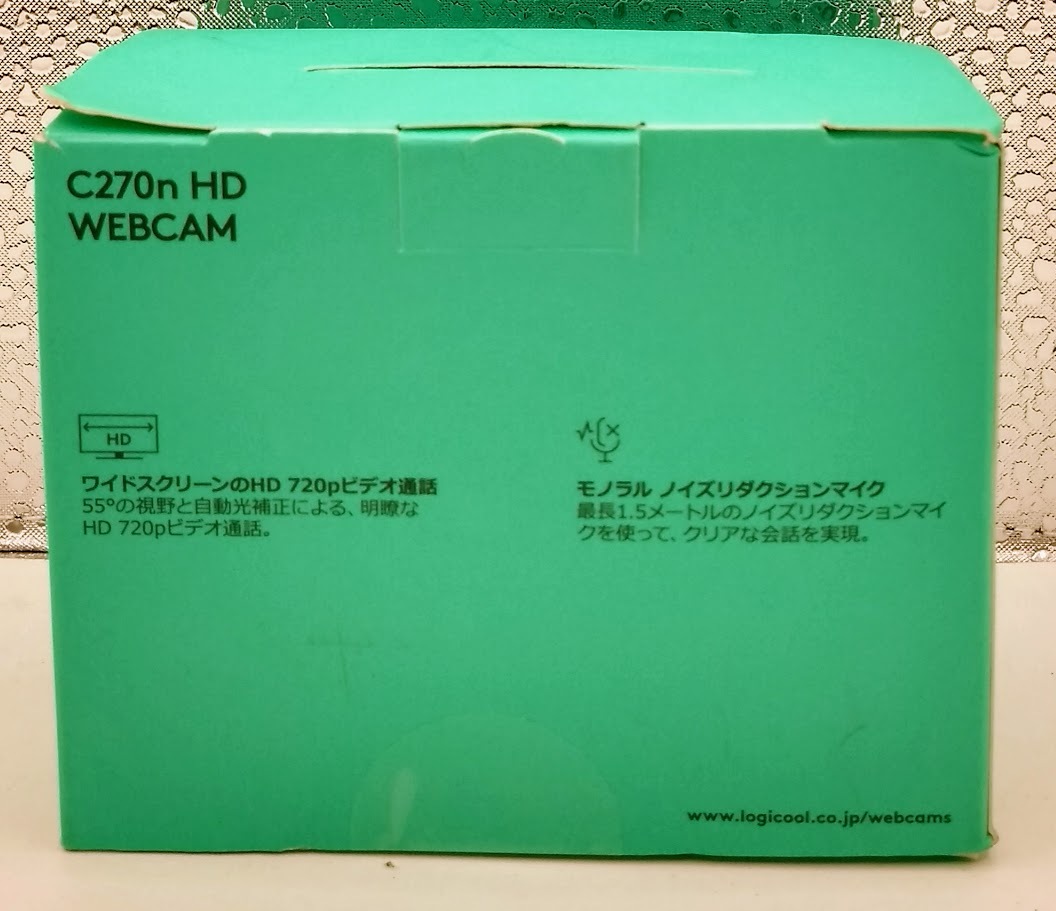 C270n HD
WEBCAM
HD
ワイドスクリーンのHD 720pビデオ通話
55°の視野と自動光補正による、明瞭な
HD 720pビデオ通話。
モノラル ノイズリダクションマイク
最長1.5メートルのノイズリダクションマイ
クを使って、クリアな会話を実現。
www.logicool.co.jp/webcams